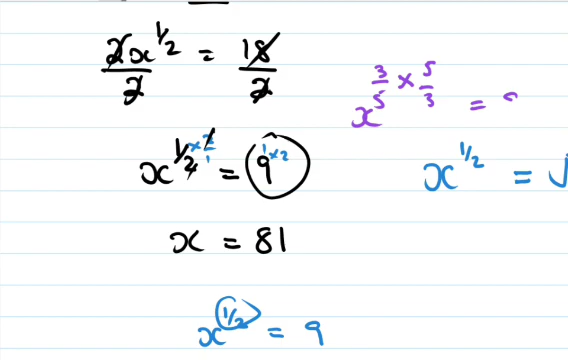 2x^1/2 / 2 = 18 / 2
x^(3/5 × 5/3) =
x^(1/2 × 2/1) = 9^(1×2)
x^1/2 = √
x = 81
x^1/2 = 9